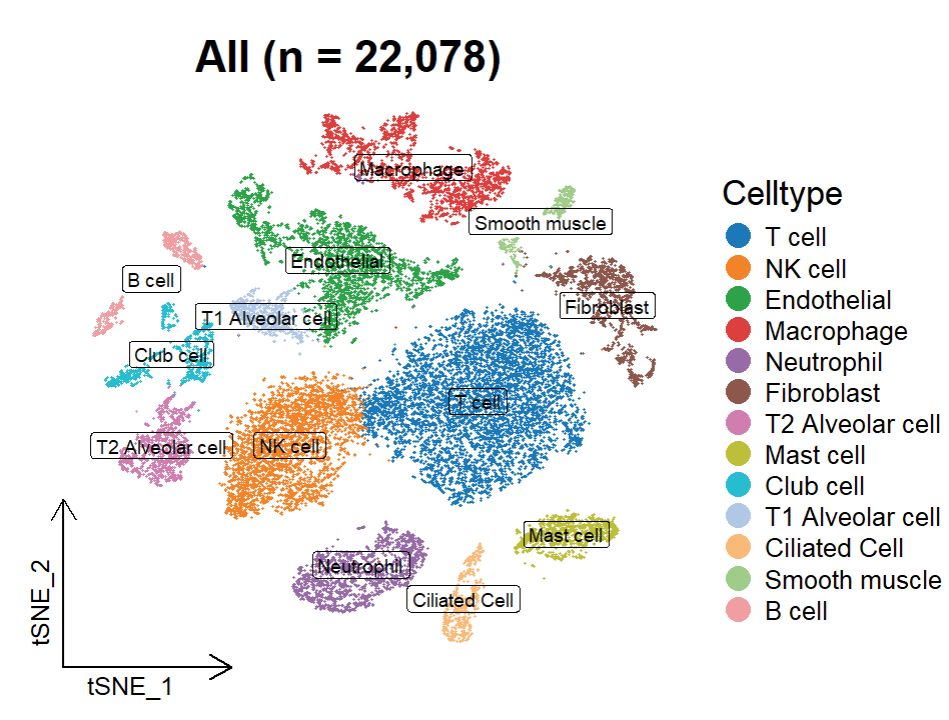 All (n = 22,078)
Macrophage
Smooth muscle
Endothelial
B cell
Fibroblast
T1 Alveolar cell
Club cell
T cell
T2 Alveolar cell
NK cell
Mast cell
Neutrophil
Ciliated Cell
tSNE_2
tSNE_1
Celltype
T cell
NK cell
Endothelial
Macrophage
Neutrophil
Fibroblast
T2 Alveolar cell
Mast cell
Club cell
T1 Alveolar cell
Ciliated Cell
Smooth muscle
B cell